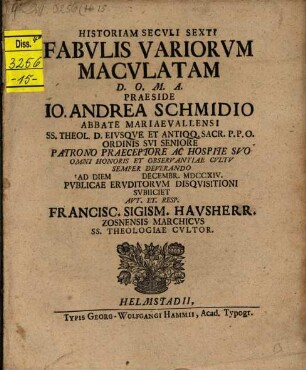 Diss.
3256
-15-
HISTORIAM SECVLI SEXTI
FABVLIS VARIORVM
MACVLATAM
D. O. M. A.
PRAESIDE
IO. ANDREA SCHMIDIO
ABBATE MARIAEVALLENSI
SS. THEOL. D. EIVSQVE ET ANTIQQ. SACR. P. P. O.
ORDINIS SVI SENIORE
PATRONO PRAECEPTORE AC HOSPITE SVO
OMNI HONORIS ET OBSERVANTIAE CVLTV
SEMPER DEVERANDO
AD DIEM DECEMBR. MDCCXIV.
PVBLICAE ERVDITORVM DISQVISITIONI
SVBIICIET
AVT. ET. RESP.
FRANCISC. SIGISM. HAVSHERR.
ZOSNENSIS MARCHICVS
SS. THEOLOGIAE CVLTOR.
HELMSTADII,
TYPIS GEORG-WOLFGANGI HAMMII, Acad. Typogr.